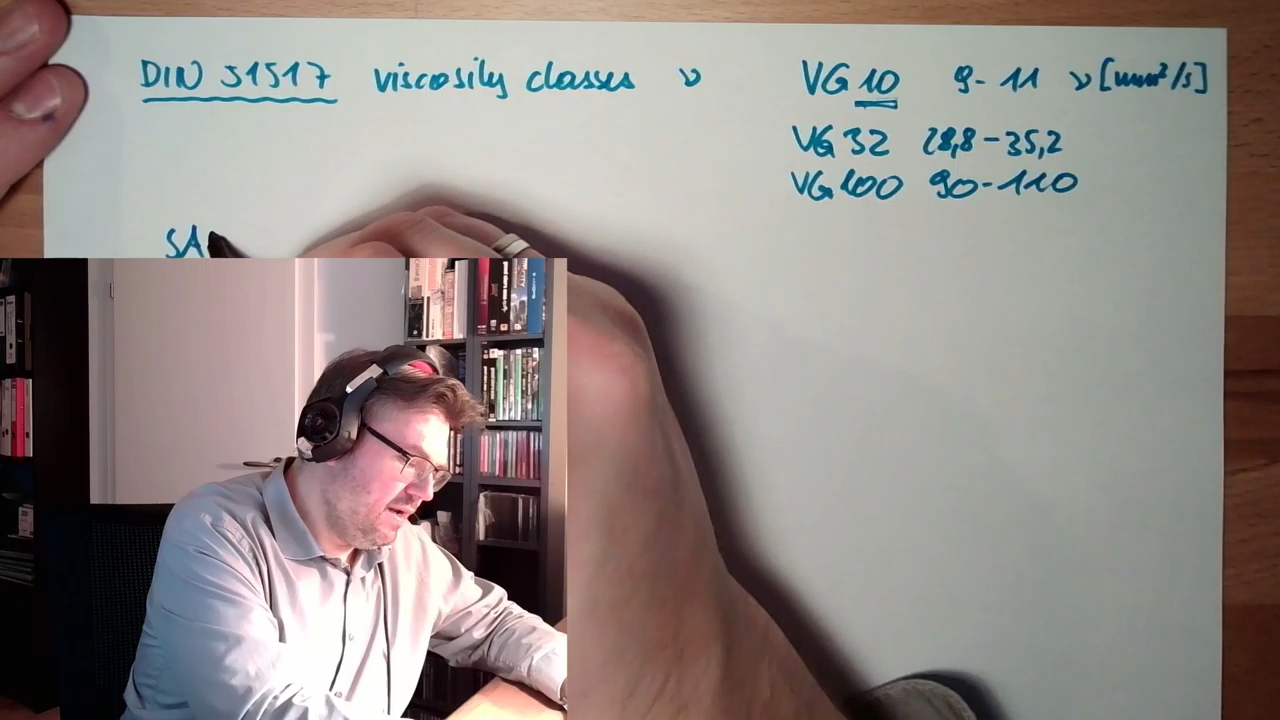 DIN 51517 viscosity classes ν VG 10 9-11 ν [mm²/s]
VG 32 28,8-35,2
VG 100 90-110
SA